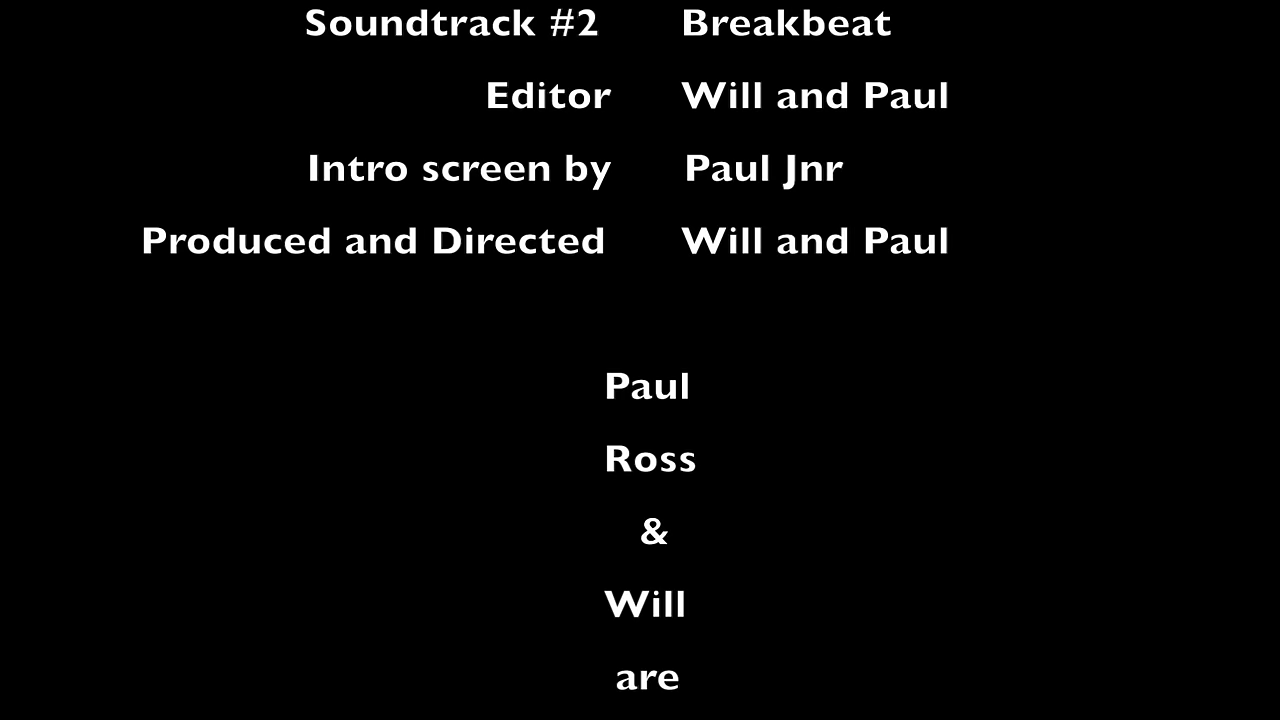 Soundtrack #2 Breakbeat
Editor Will and Paul
Intro screen by Paul Jnr
Produced and Directed Will and Paul
Paul
Ross
&
Will
are